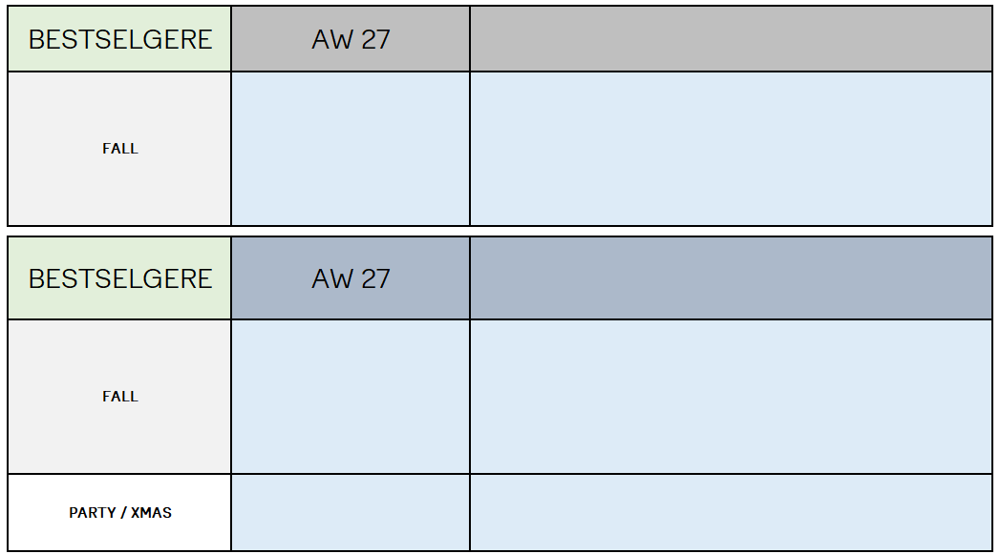 BESTSELGERE AW 27
FALL
BESTSELGERE AW 27
FALL
PARTY / XMAS